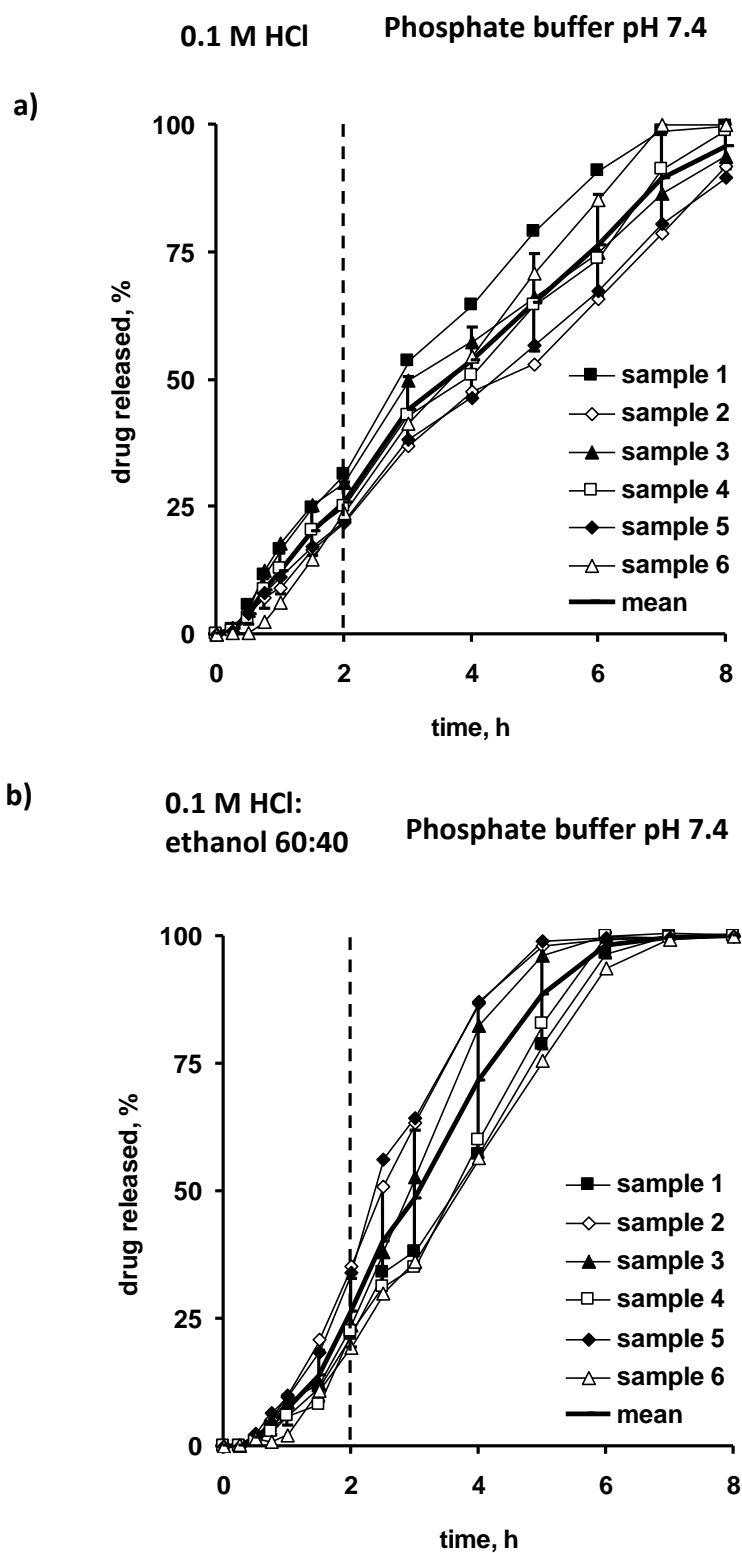 0.1 M HCl
Phosphate buffer pH 7.4
a)
100
75
50
25
0
drug released, %
sample 1
sample 2
sample 3
sample 4
sample 5
sample 6
mean
0 2 4 6 8
time, h
b)
0.1 M HCl:
ethanol 60:40
Phosphate buffer pH 7.4
100
75
50
25
0
drug released, %
sample 1
sample 2
sample 3
sample 4
sample 5
sample 6
mean
0 2 4 6 8
time, h